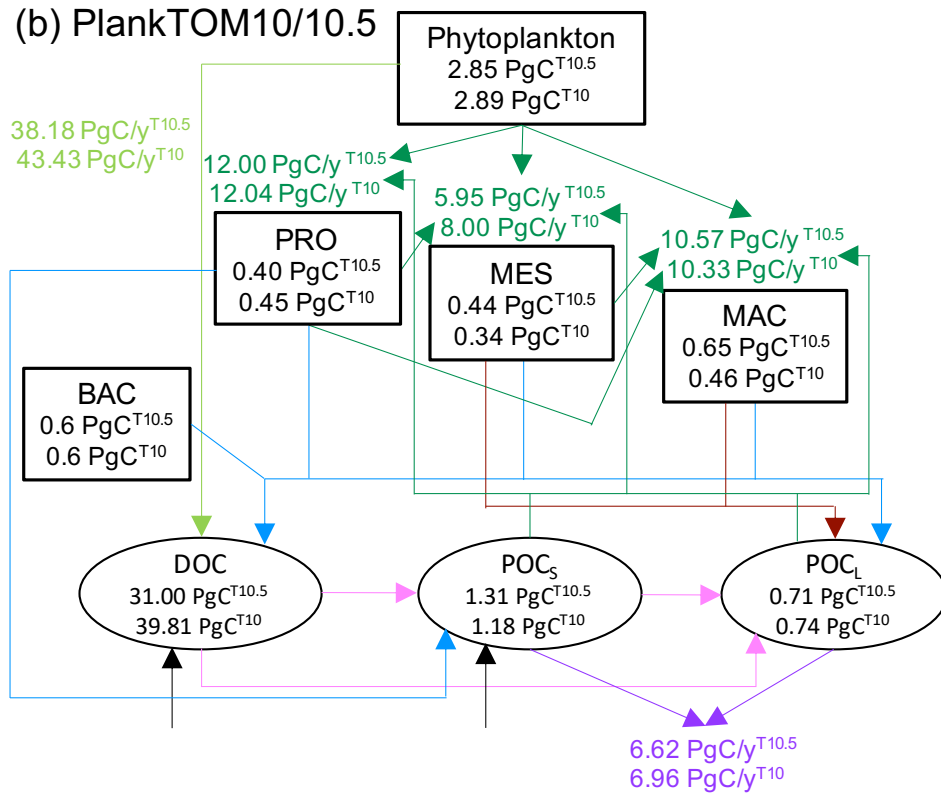 (b) PlankTOM10/10.5
Phytoplankton
2.85 PgC^T10.5
2.89 PgC^T10
38.18 PgC/y^T10.5
43.43 PgC/y^T10
12.00 PgC/y^T10.5
12.04 PgC/y^T10
5.95 PgC/y^T10.5
8.00 PgC/y^T10
10.57 PgC/y^T10.5
10.33 PgC/y^T10
PRO
0.40 PgC^T10.5
0.45 PgC^T10
MES
0.44 PgC^T10.5
0.34 PgC^T10
MAC
0.65 PgC^T10.5
0.46 PgC^T10
BAC
0.6 PgC^T10.5
0.6 PgC^T10
DOC
31.00 PgC^T10.5
39.81 PgC^T10
POC_S
1.31 PgC^T10.5
1.18 PgC^T10
POC_L
0.71 PgC^T10.5
0.74 PgC^T10
6.62 PgC/y^T10.5
6.96 PgC/y^T10